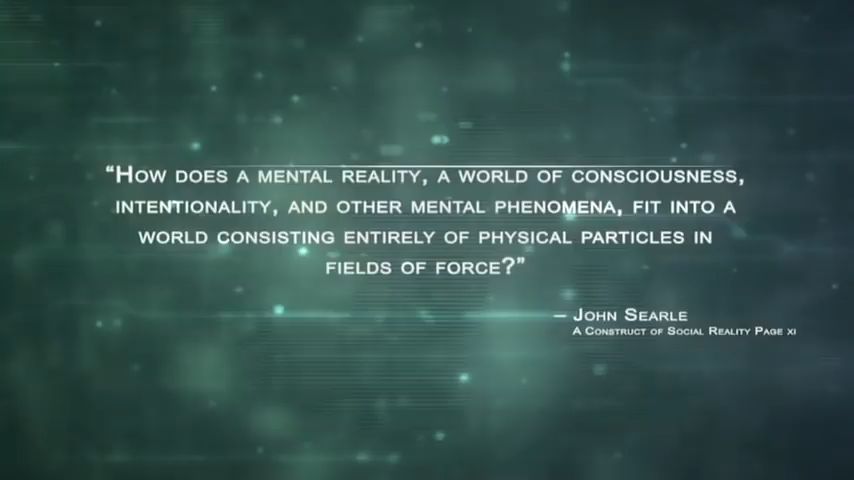 “How does a mental reality, a world of consciousness,
intentionality, and other mental phenomena, fit into a
world consisting entirely of physical particles in
fields of force?”
– John Searle
A Construct of Social Reality Page xi